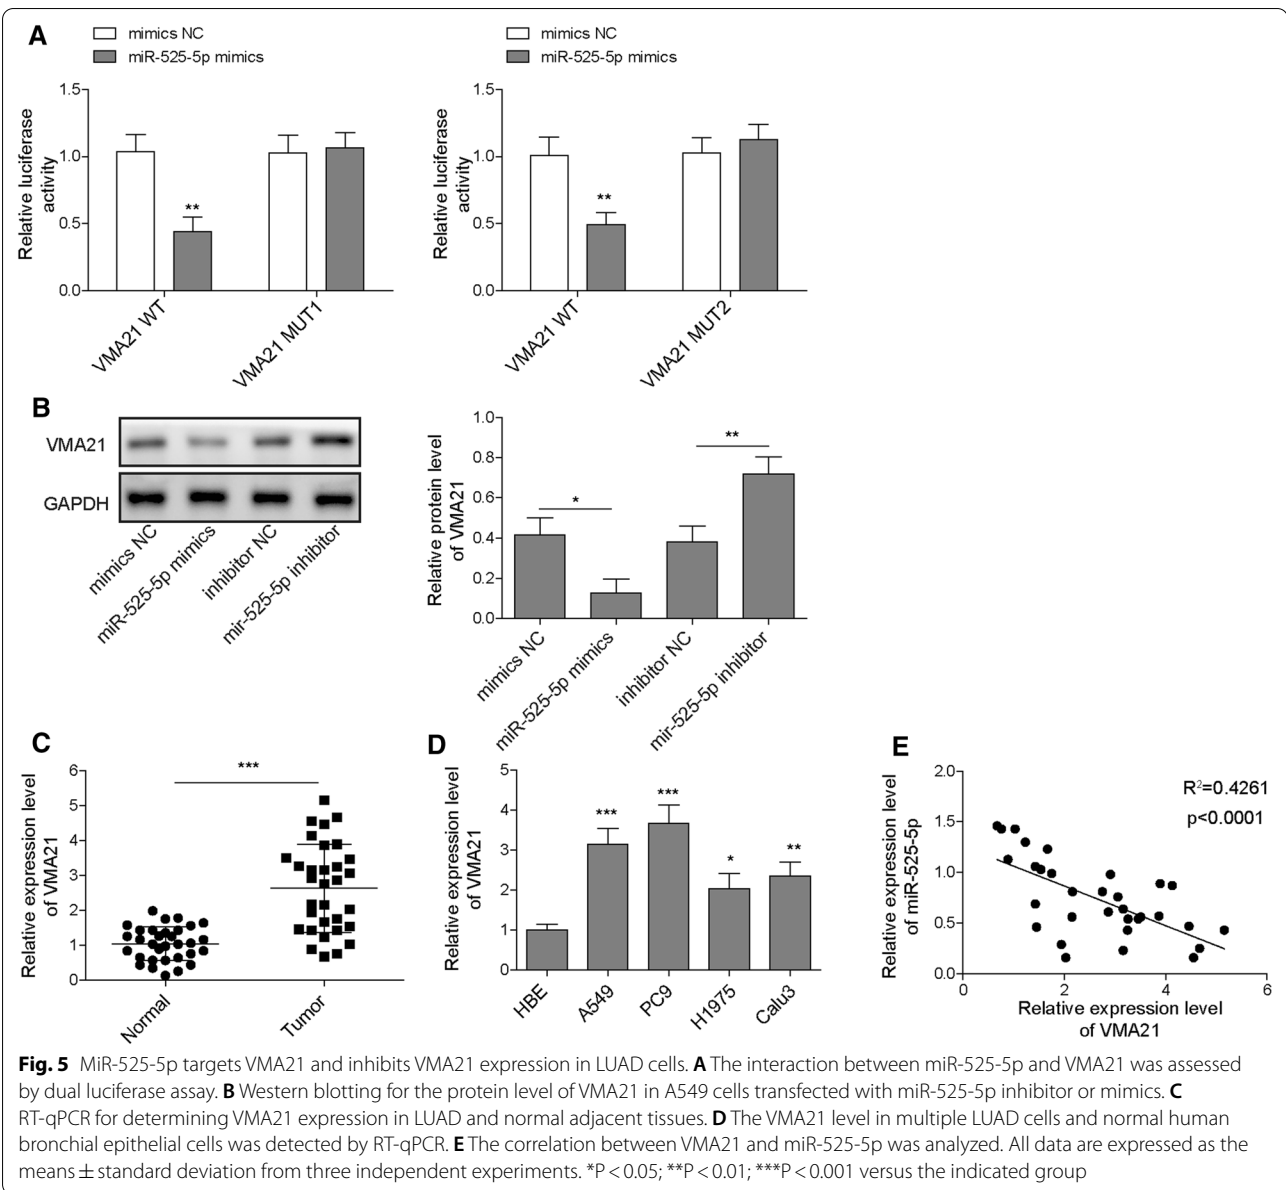 A
mimics NC
miR-525-5p mimics
Relative luciferase
activity
1.5
1.0
0.5
0.0
**
VMA21 WT
VMA21 MUT1
mimics NC
miR-525-5p mimics
Relative luciferase
activity
1.5
1.0
0.5
0.0
**
VMA21 WT
VMA21 MUT2
B
VMA21
GAPDH
mimics NC
miR-525-5p mimics
inhibitor NC
mir-525-5p inhibitor
Relative protein level
of VMA21
1.0
0.8
0.6
0.4
0.2
0.0
*
**
mimics NC
miR-525-5p mimics
inhibitor NC
mir-525-5p inhibitor
C
Relative expression level
of VMA21
6
5
4
3
2
1
0
***
Normal
Tumor
D
Relative expression level
of VMA21
5
4
3
2
1
0
***
***
*
**
HBE
A549
PC9
H1975
Calu3
E
Relative expression level
of miR-525-5p
2.0
1.5
1.0
0.5
0.0
R²=0.4261
p<0.0001
0
2
4
6
Relative expression level
of VMA21
Fig. 5 MiR-525-5p targets VMA21 and inhibits VMA21 expression in LUAD cells. A The interaction between miR-525-5p and VMA21 was assessed
by dual luciferase assay. B Western blotting for the protein level of VMA21 in A549 cells transfected with miR-525-5p inhibitor or mimics. C
RT-qPCR for determining VMA21 expression in LUAD and normal adjacent tissues. D The VMA21 level in multiple LUAD cells and normal human
bronchial epithelial cells was detected by RT-qPCR. E The correlation between VMA21 and miR-525-5p was analyzed. All data are expressed as the
means ± standard deviation from three independent experiments. *P < 0.05; **P < 0.01; ***P < 0.001 versus the indicated group